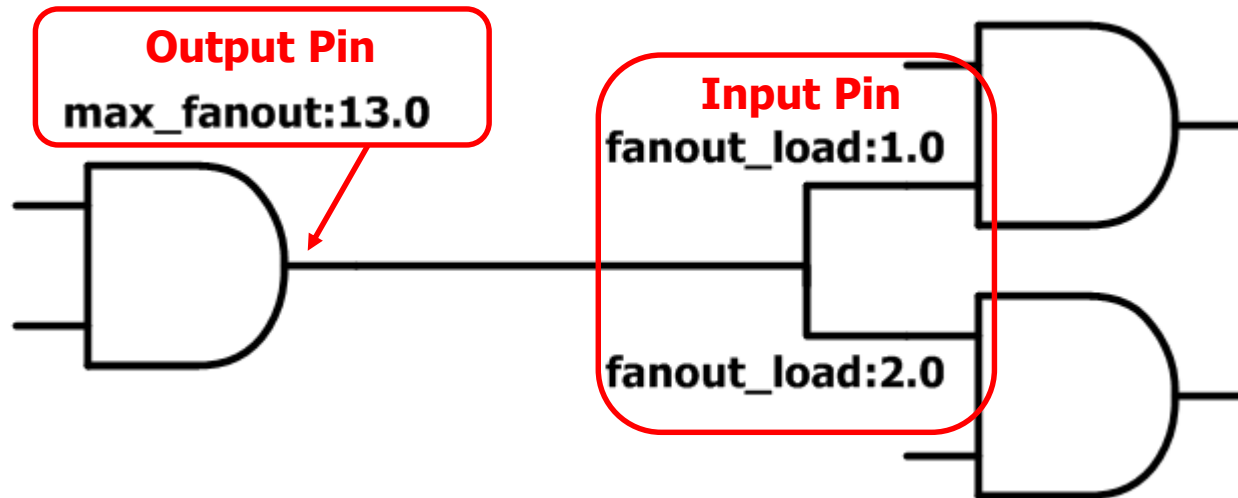 Output Pin
max_fanout:13.0
Input Pin
fanout_load:1.0
fanout_load:2.0